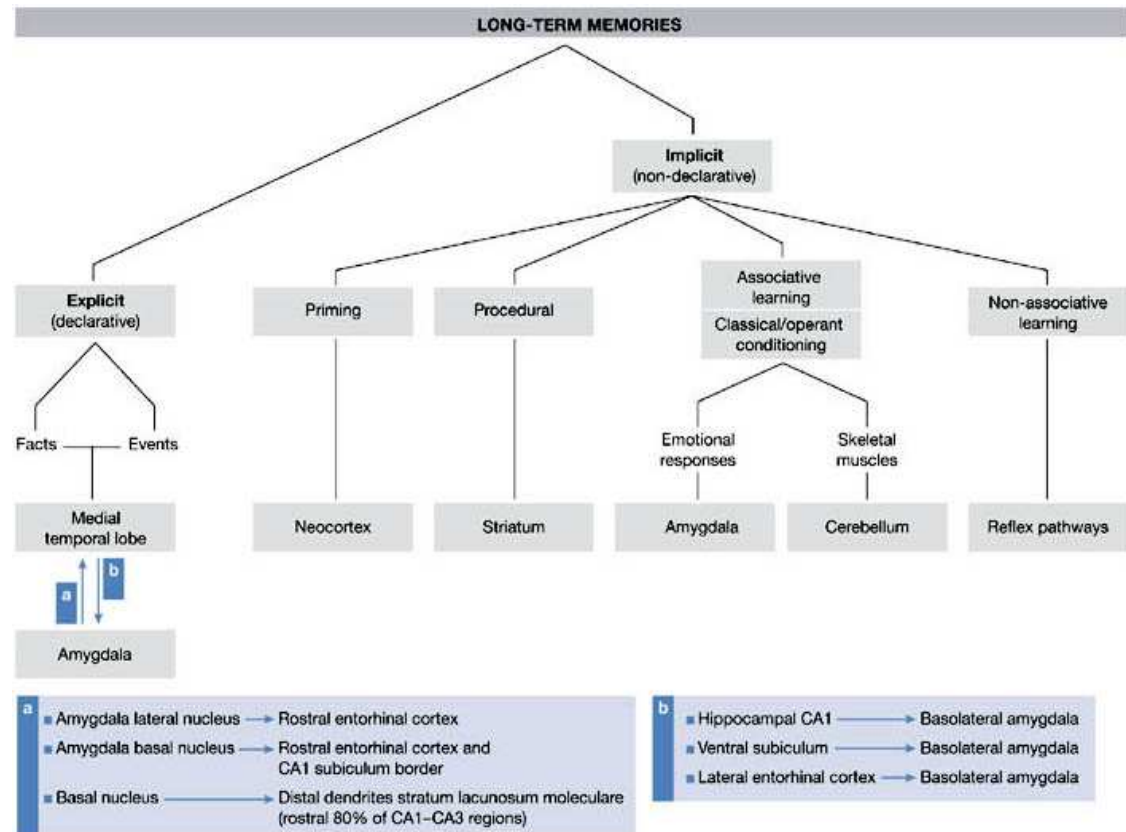 LONG-TERM MEMORIES
Implicit
(non-declarative)
Explicit
(declarative)
Priming
Procedural
Associative
learning
Classical/operant
conditioning
Non-associative
learning
Facts
Events
Emotional
responses
Skeletal
muscles
Medial
temporal lobe
Neocortex
Striatum
Amygdala
Cerebellum
Reflex pathways
a
b
Amygdala
a
Amygdala lateral nucleus → Rostral entorhinal cortex
Amygdala basal nucleus → Rostral entorhinal cortex and
CA1 subiculum border
Basal nucleus → Distal dendrites stratum lacunosum moleculare
(rostral 80% of CA1–CA3 regions)
b
Hippocampal CA1 → Basolateral amygdala
Ventral subiculum → Basolateral amygdala
Lateral entorhinal cortex → Basolateral amygdala